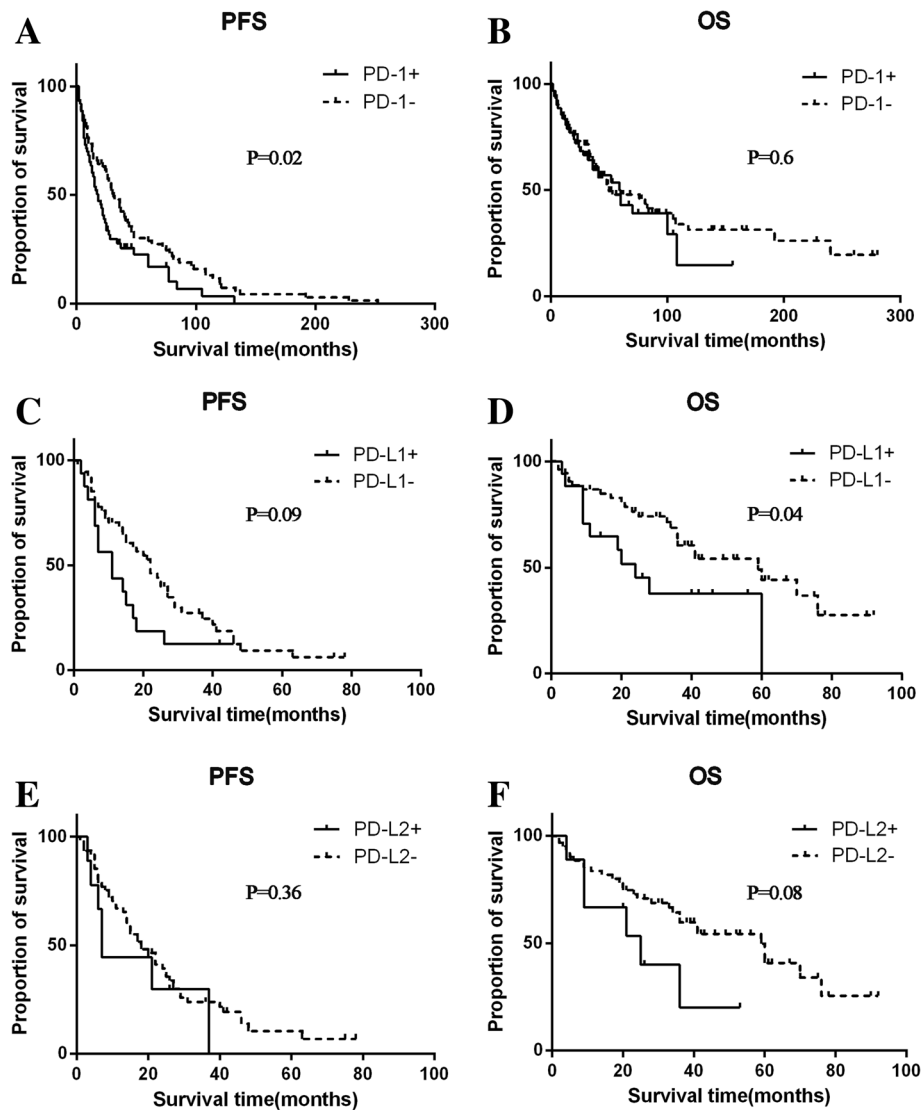 A
PFS
PD-1+
PD-1-
P=0.02
Proportion of survival
100
50
0
0 100 200 300
Survival time(months)
B
OS
PD-1+
PD-1-
P=0.6
Proportion of survival
100
50
0
0 100 200 300
Survival time(months)
C
PFS
PD-L1+
PD-L1-
P=0.09
Proportion of survival
100
50
0
0 20 40 60 80 100
Survival time(months)
D
OS
PD-L1+
PD-L1-
P=0.04
Proportion of survival
100
50
0
0 20 40 60 80 100
Survival time(months)
E
PFS
PD-L2+
PD-L2-
P=0.36
Proportion of survival
100
50
0
0 20 40 60 80 100
Survival time(months)
F
OS
PD-L2+
PD-L2-
P=0.08
Proportion of survival
100
50
0
0 20 40 60 80 100
Survival time(months)